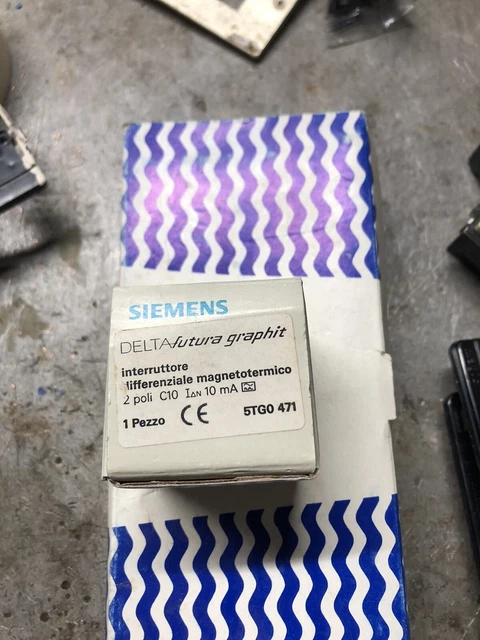 SIEMENS
DELTA futura graphit
interruttore
differenziale magnetotermico
2 poli C10 IΔN 10 mA
1 Pezzo CE 5TG0 471